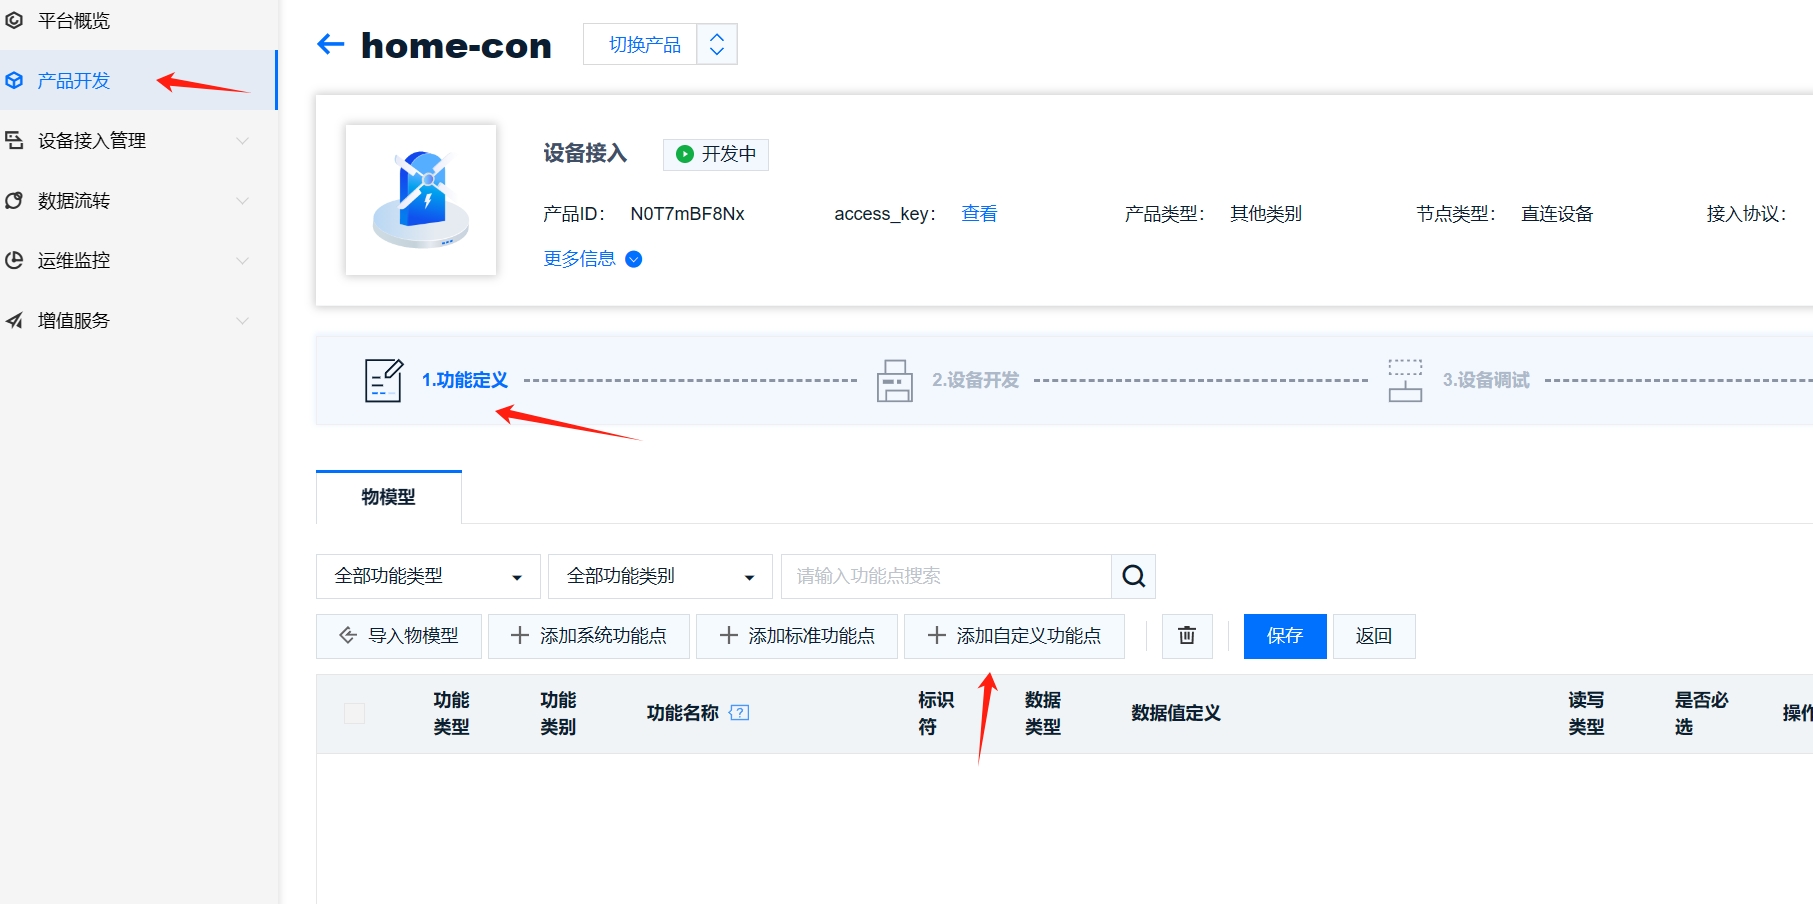 平台概览
产品开发
设备接入管理
数据流转
运维监控
增值服务
home-con
切换产品
设备接入
开发中
产品ID： N0T7mBF8Nx
access_key： 查看
产品类型： 其他类别
节点类型： 直连设备
接入协议：
更多信息
1.功能定义
2.设备开发
3.设备调试
物模型
全部功能类型
全部功能类别
请输入功能点搜索
导入物模型
添加系统功能点
添加标准功能点
添加自定义功能点
保存
返回
功能
类型
功能
类别
功能名称
标识
符
数据
类型
数据值定义
读写
类型
是否必
选
操作